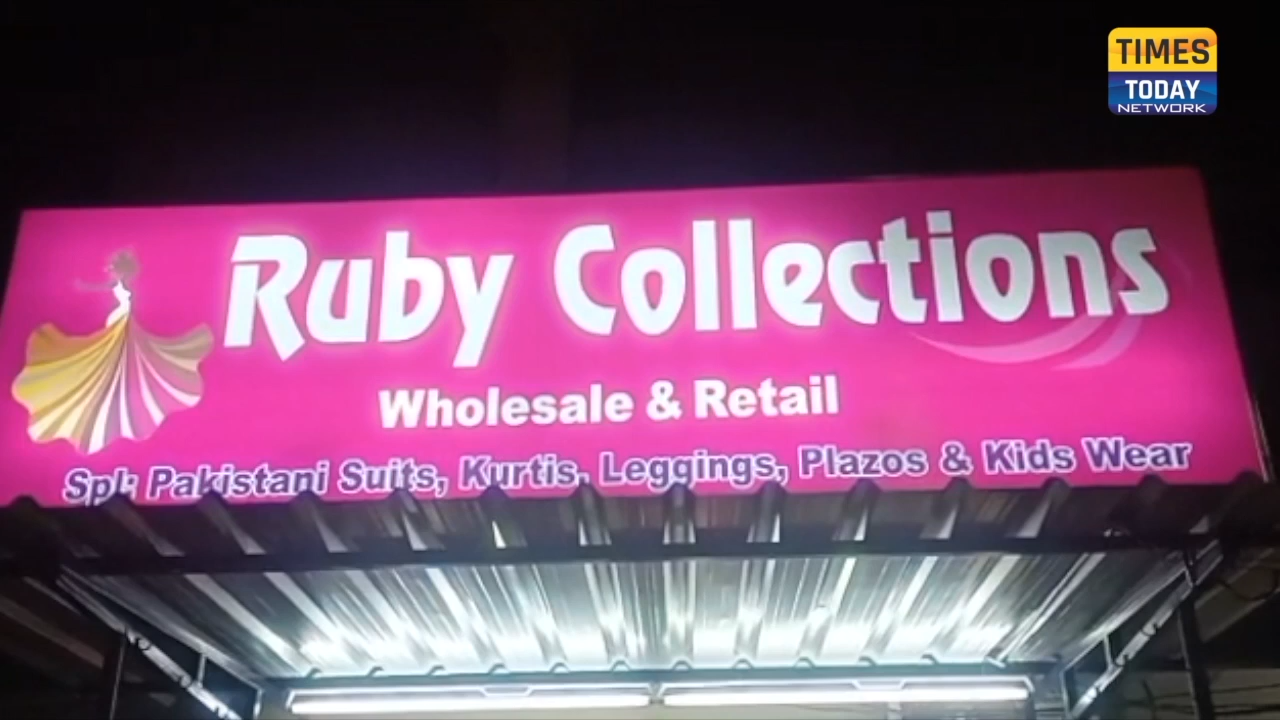 TIMES
TODAY
NETWORK
Ruby Collections
Wholesale & Retail
Spl: Pakistani Suits, Kurtis, Leggings, Plazos & Kids Wear